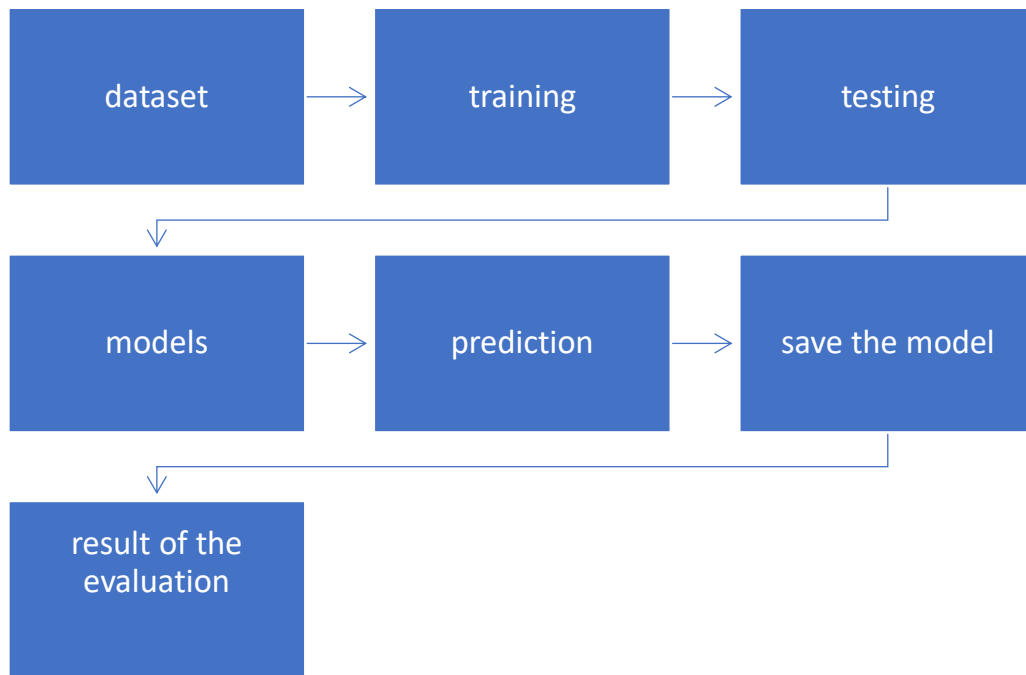 dataset
training
testing
models
prediction
save the model
result of the
evaluation